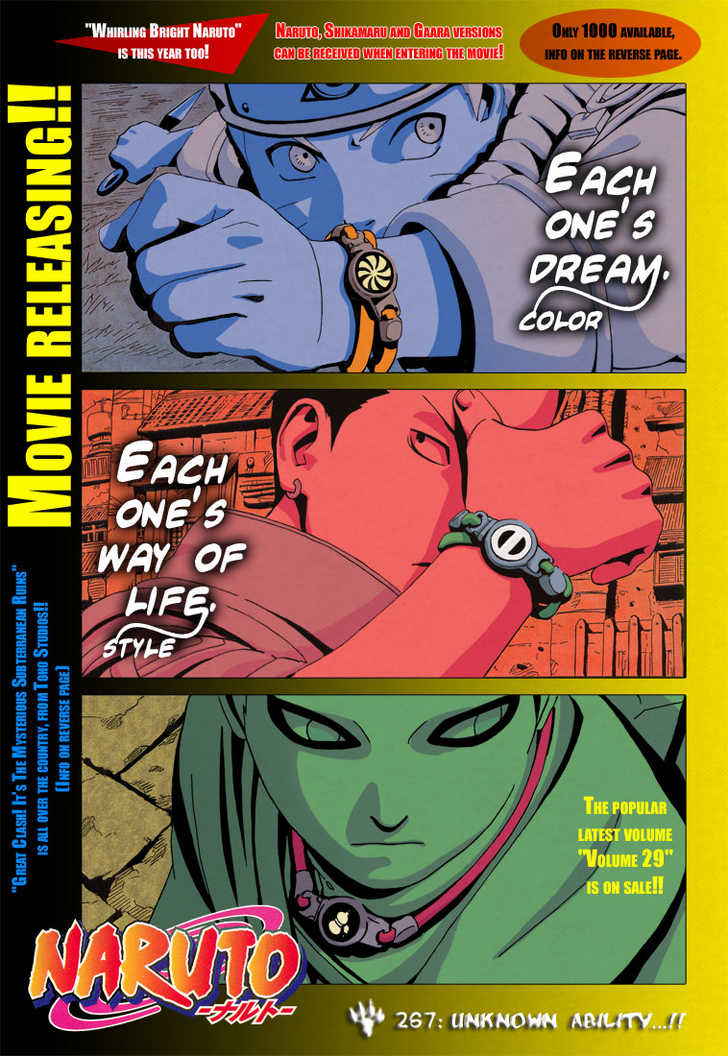 "Whirling Bright Naruto"
is this year too!
Naruto, Shikamaru and Gaara versions
can be received when entering the movie!
Only 1000 available,
info on the reverse page.
Movie releasing!!
Each
one's
dream.
color
Each
one's
way of
life.
style
"Great Clash! It's The Mysterious Subterranean Ruins"
is all over the country, from Toho Studios!!
(Info on reverse page)
The popular
latest volume
"Volume 29"
is on sale!!
NARUTO
-ナルト-
267: Unknown Ability...!!